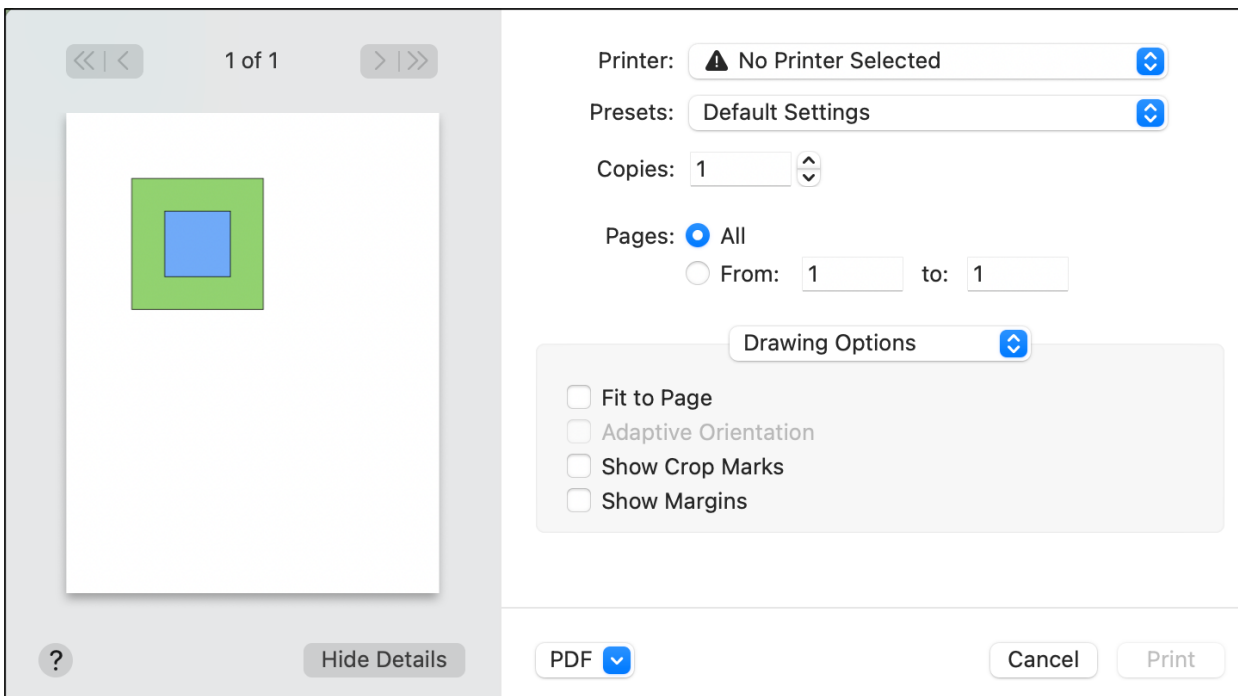 1 of 1
Printer: No Printer Selected
Presets: Default Settings
Copies: 1
Pages: All
From: 1 to: 1
Drawing Options
Fit to Page
Adaptive Orientation
Show Crop Marks
Show Margins
? Hide Details PDF Cancel Print